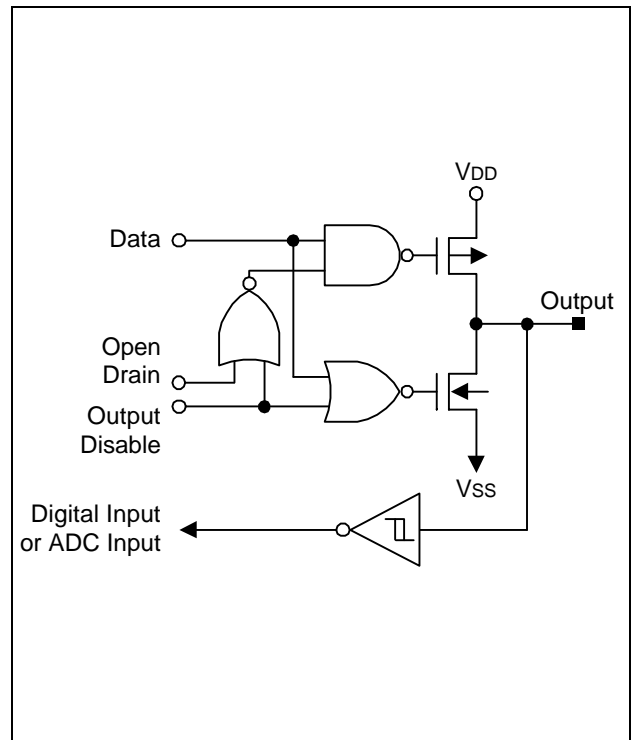 VDD
Data
Output
Open
Drain
Output
Disable
VSS
Digital Input
or ADC Input